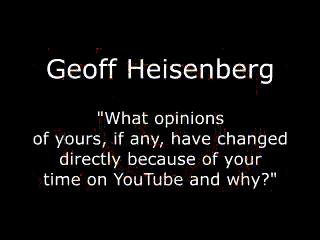 Geoff Heisenberg
"What opinions
of yours, if any, have changed
directly because of your
time on YouTube and why?"